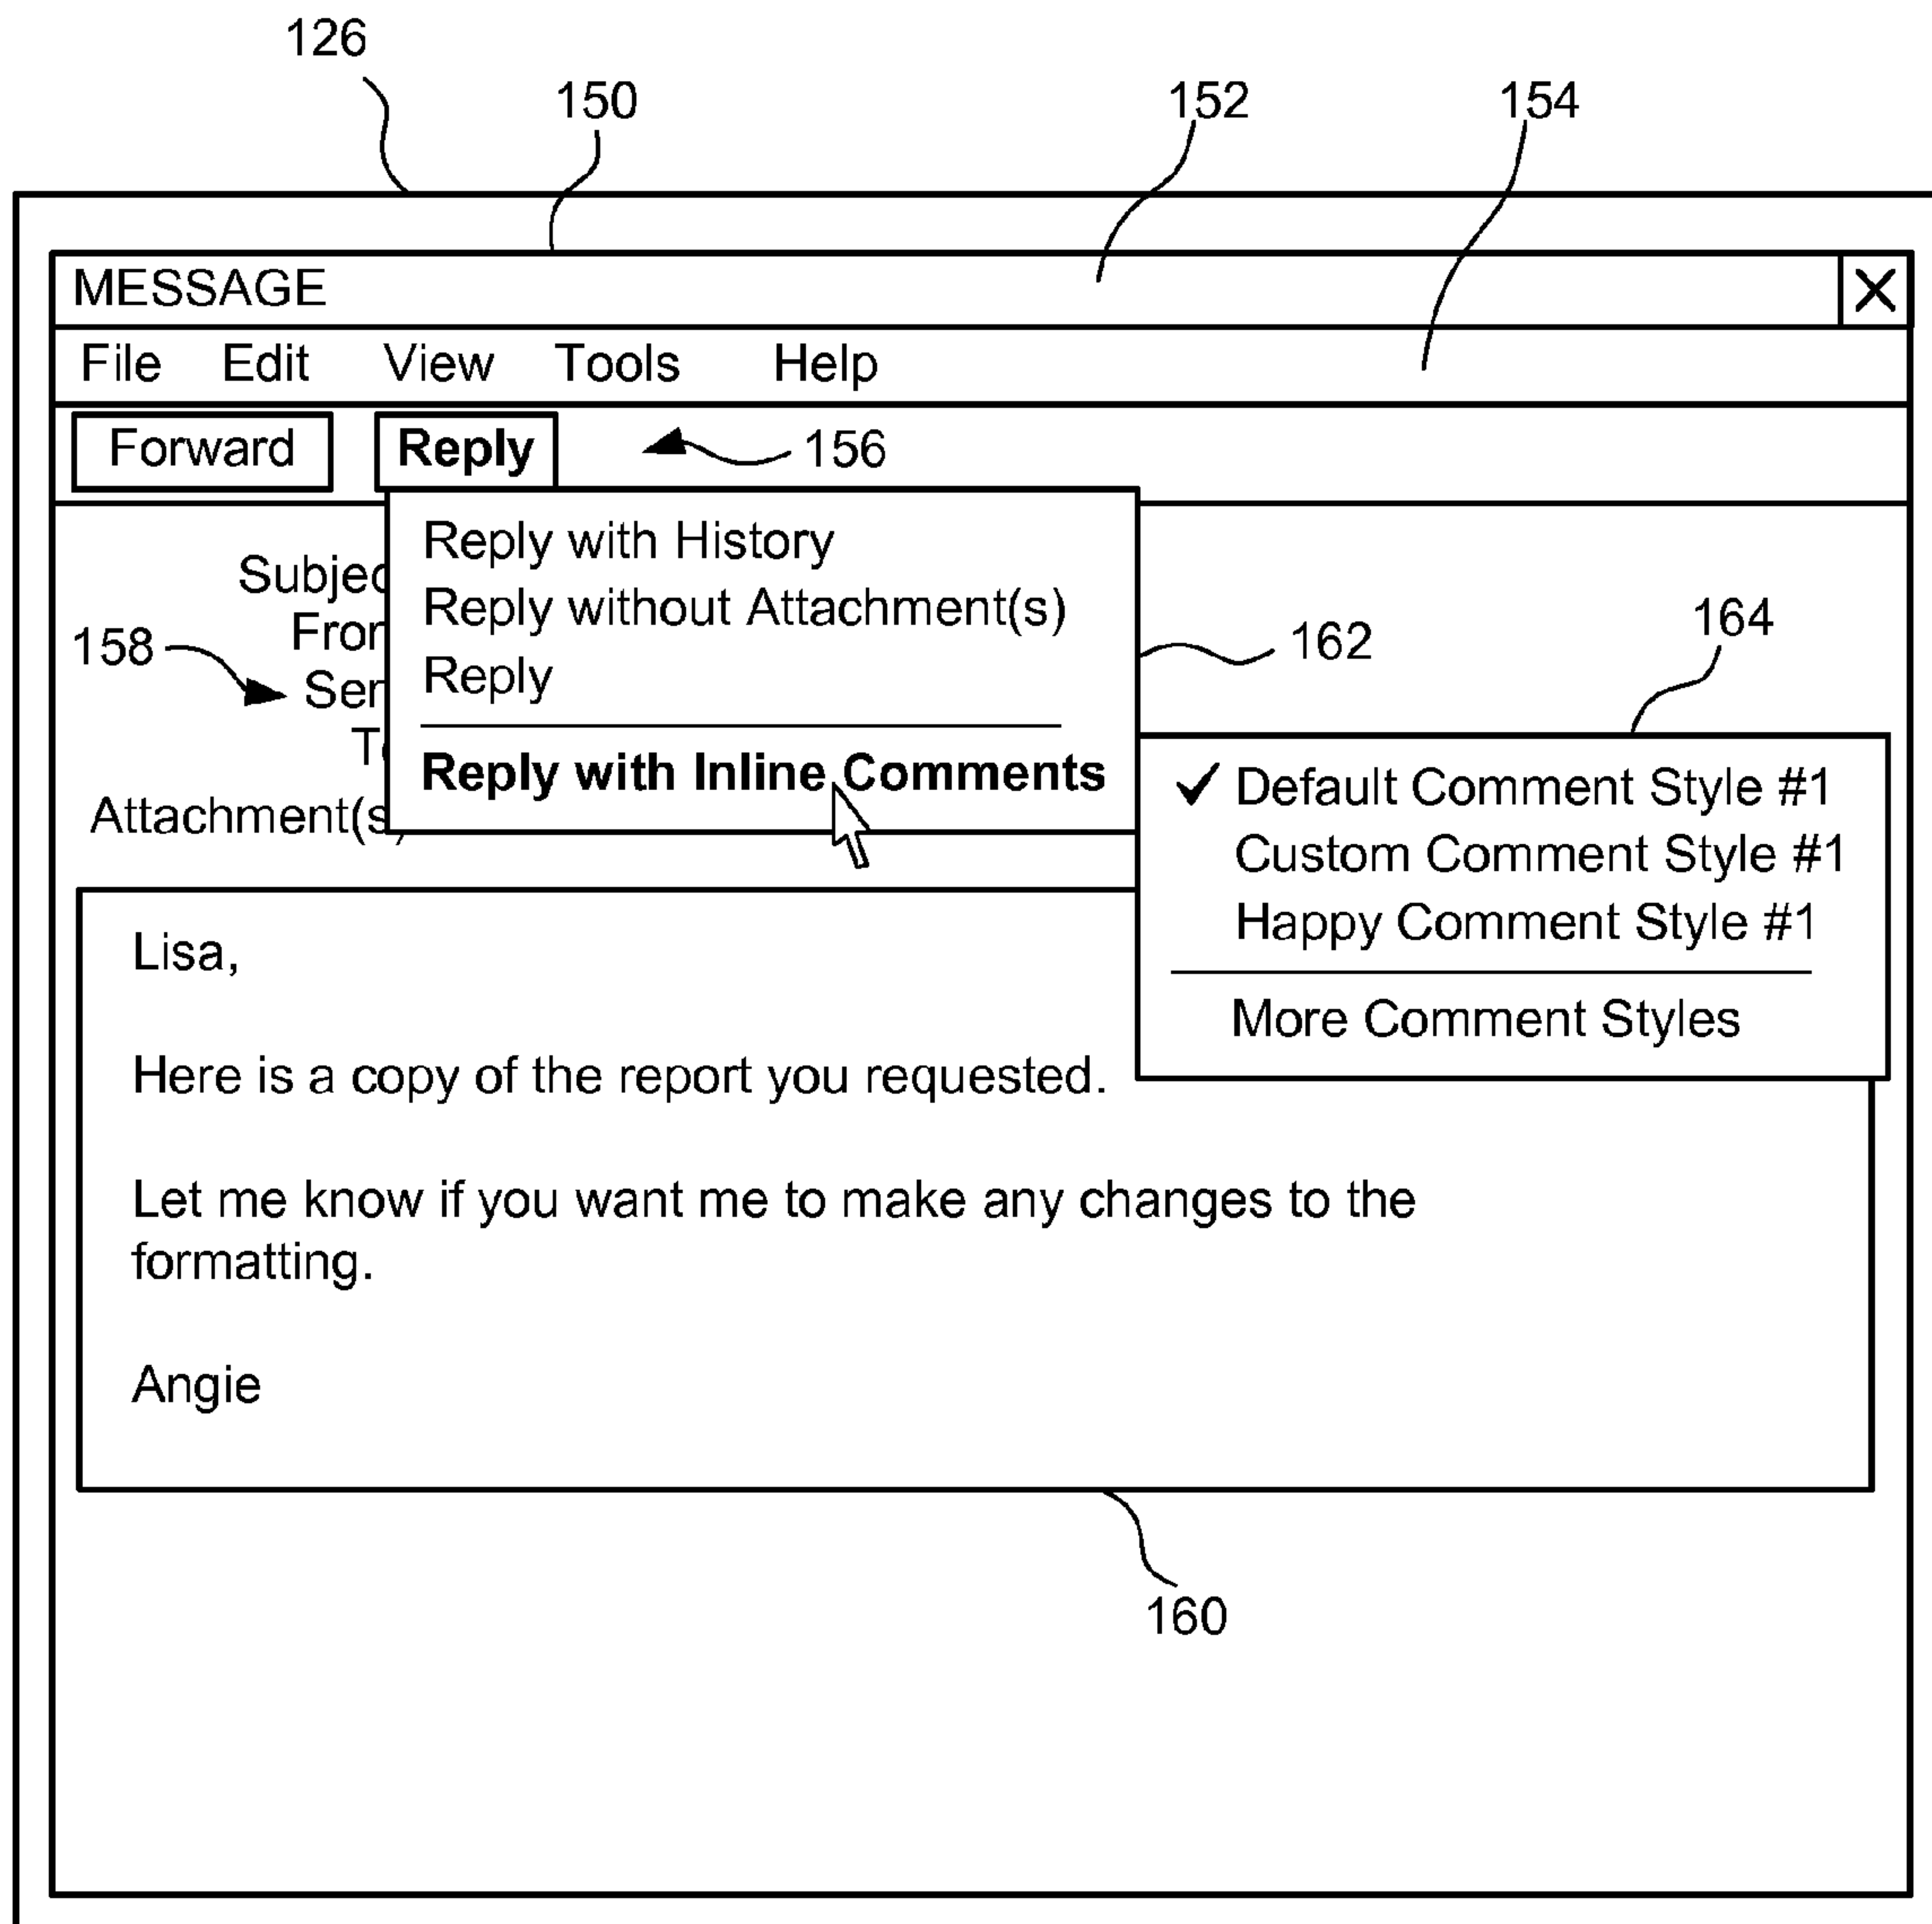 126
150
152
154
MESSAGE X
File Edit View Tools Help
Forward Reply 156
Reply with History
Subjec
Reply without Attachment(s)
164
From
158
162
Reply
Sen
To
Reply with Inline Comments
✓ Default Comment Style #1
Attachment(s)
Custom Comment Style #1
Happy Comment Style #1
Lisa,
More Comment Styles
Here is a copy of the report you requested.
Let me know if you want me to make any changes to the
formatting.
Angie
160